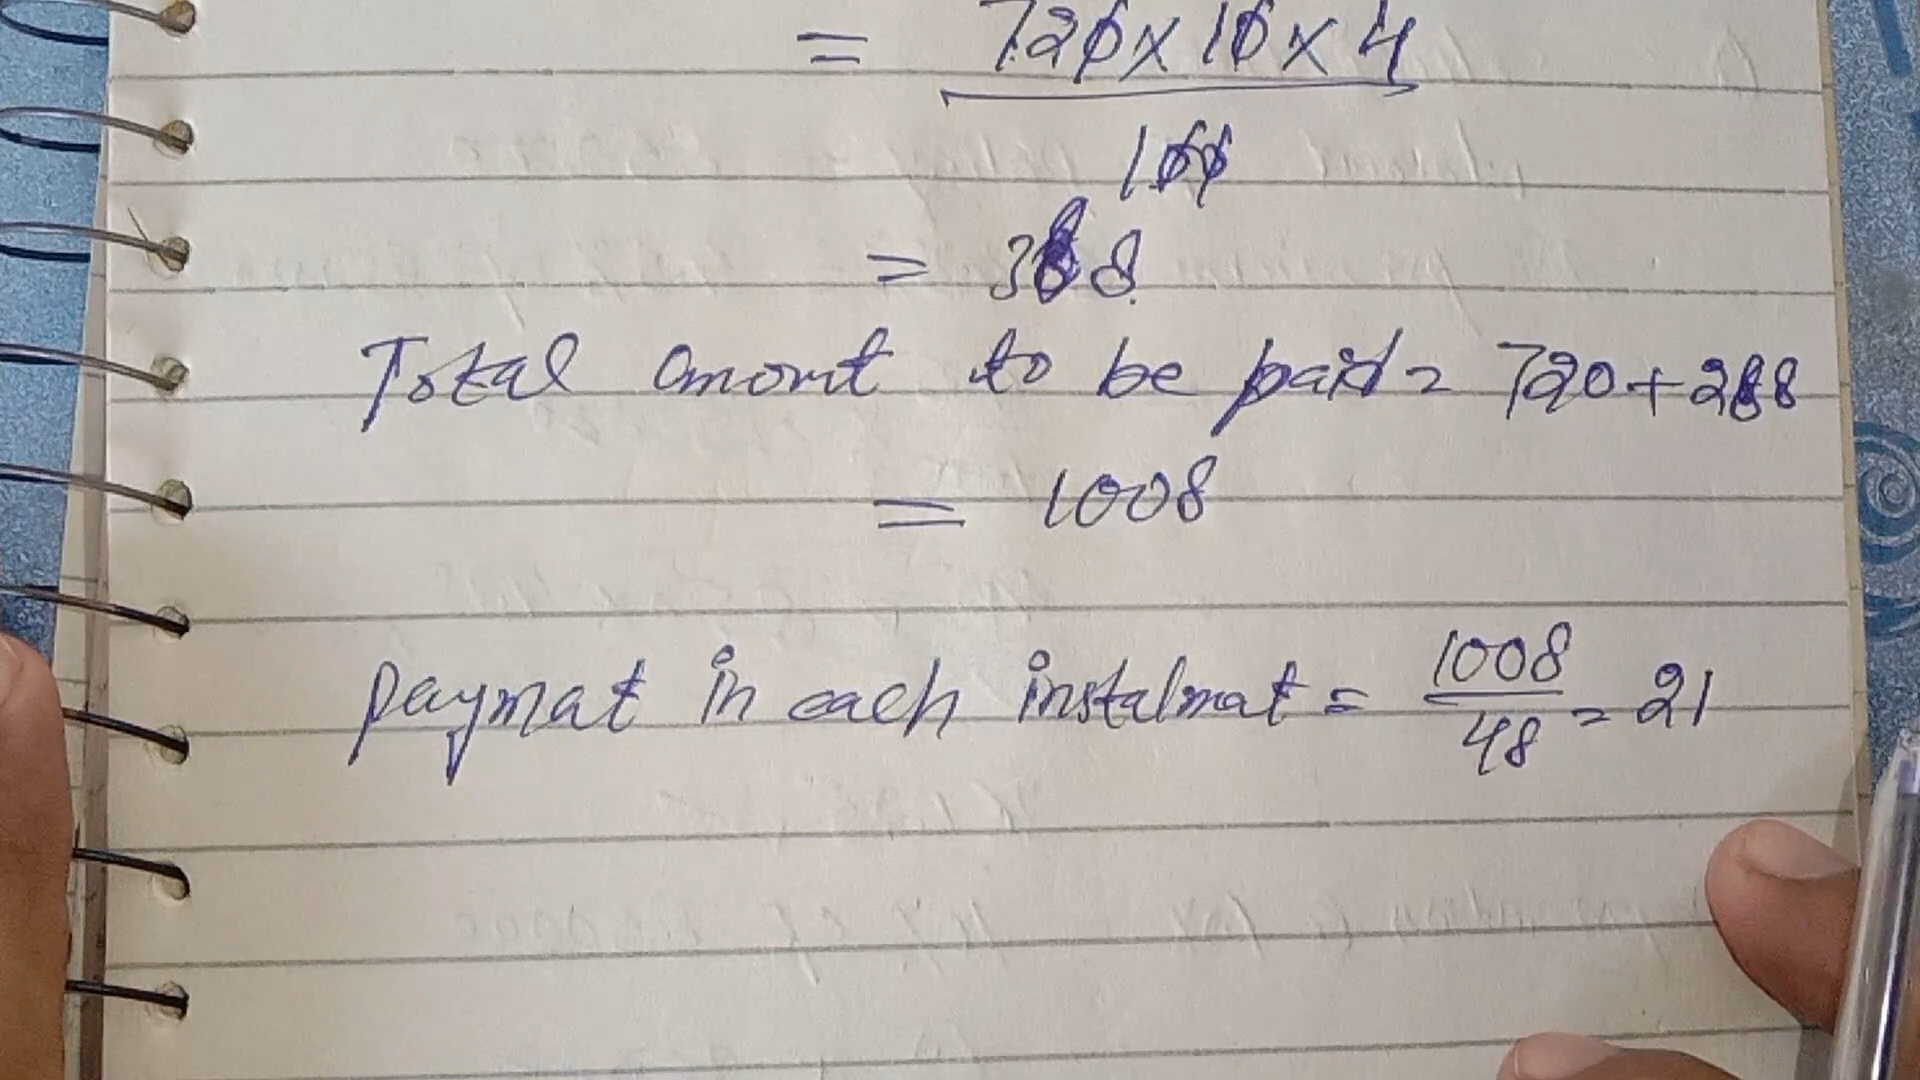 = 720 x 10 x 4
100
= 388
Total amount to be paid = 720 + 288
= 1008
paymat in each instalmat = 1008
48 = 21